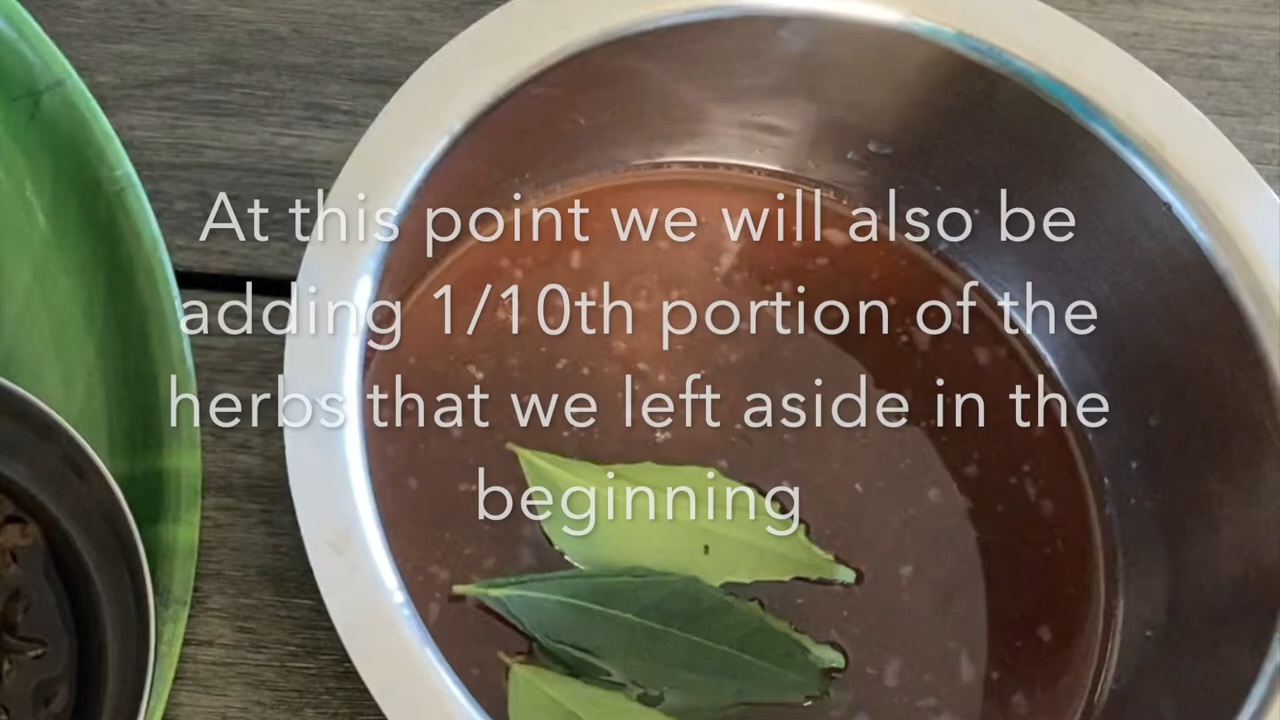 At this point we will also be
adding 1/10th portion of the
herbs that we left aside in the
beginning